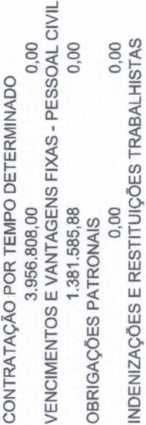 CONTRATAÇÃO POR TEMPO DETERMINADO
3.956.808,00 0,00
VENCIMENTOS E VANTAGENS FIXAS - PESSOAL CIVIL
1.381.585,88 0,00
OBRIGAÇÕES PATRONAIS
0,00 0,00
INDENIZAÇÕES E RESTITUIÇÕES TRABALHISTAS